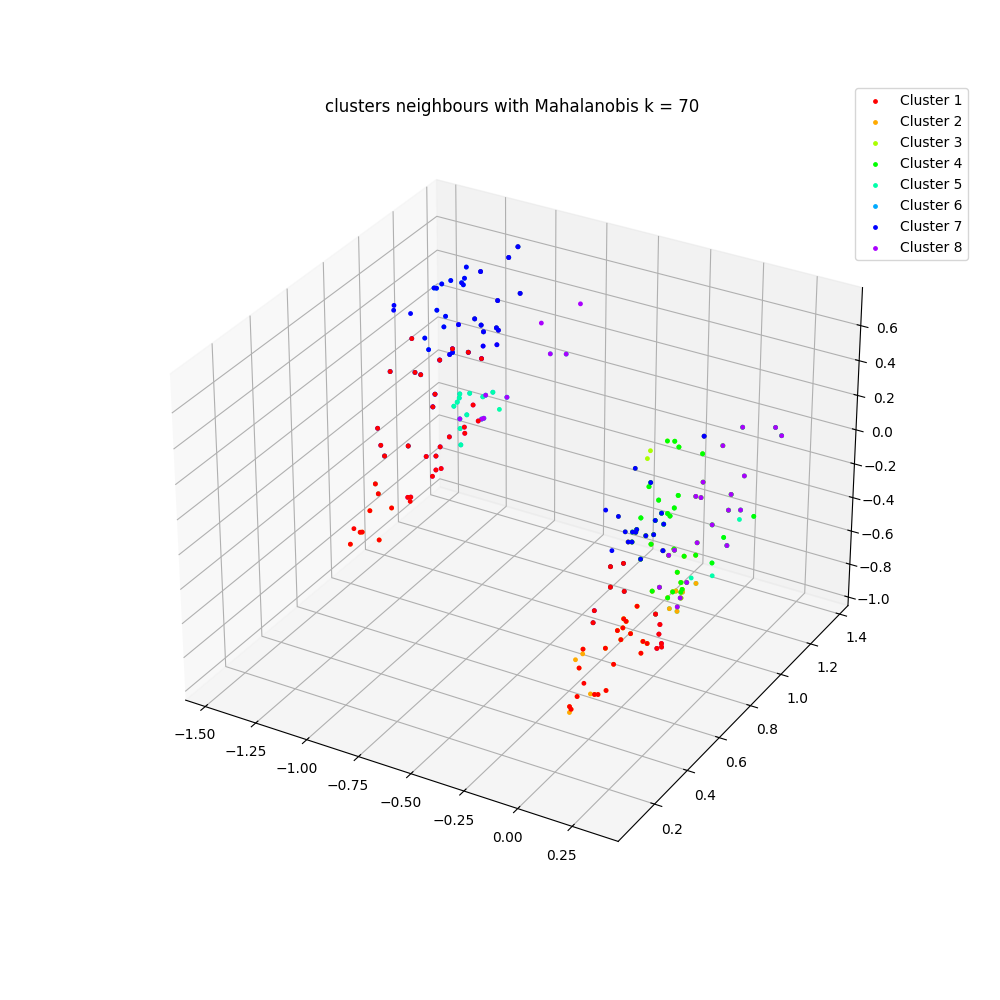 clusters neighbours with Mahalanobis k = 70
Cluster 1
Cluster 2
Cluster 3
Cluster 4
Cluster 5
Cluster 6
Cluster 7
Cluster 8
0.6
0.4
0.2
0.0
−0.2
−0.4
−0.6
−0.8
−1.0
1.4
1.2
1.0
0.8
0.6
0.4
0.2
−1.50
−1.25
−1.00
−0.75
−0.50
−0.25
0.00
0.25